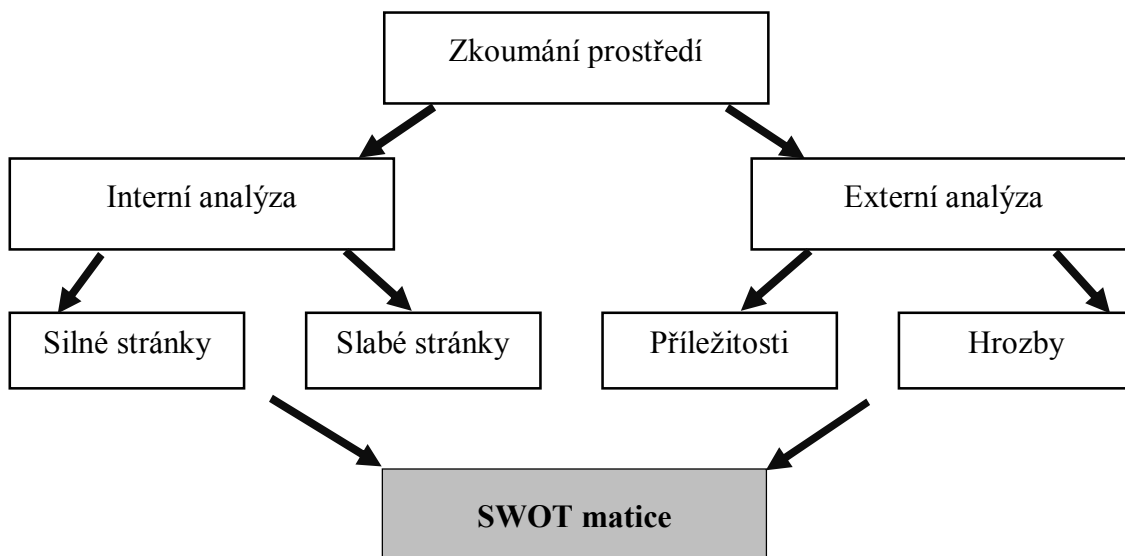 Zkoumání prostředí
Interní analýza
Externí analýza
Silné stránky
Slabé stránky
Příležitosti
Hrozby
SWOT matice